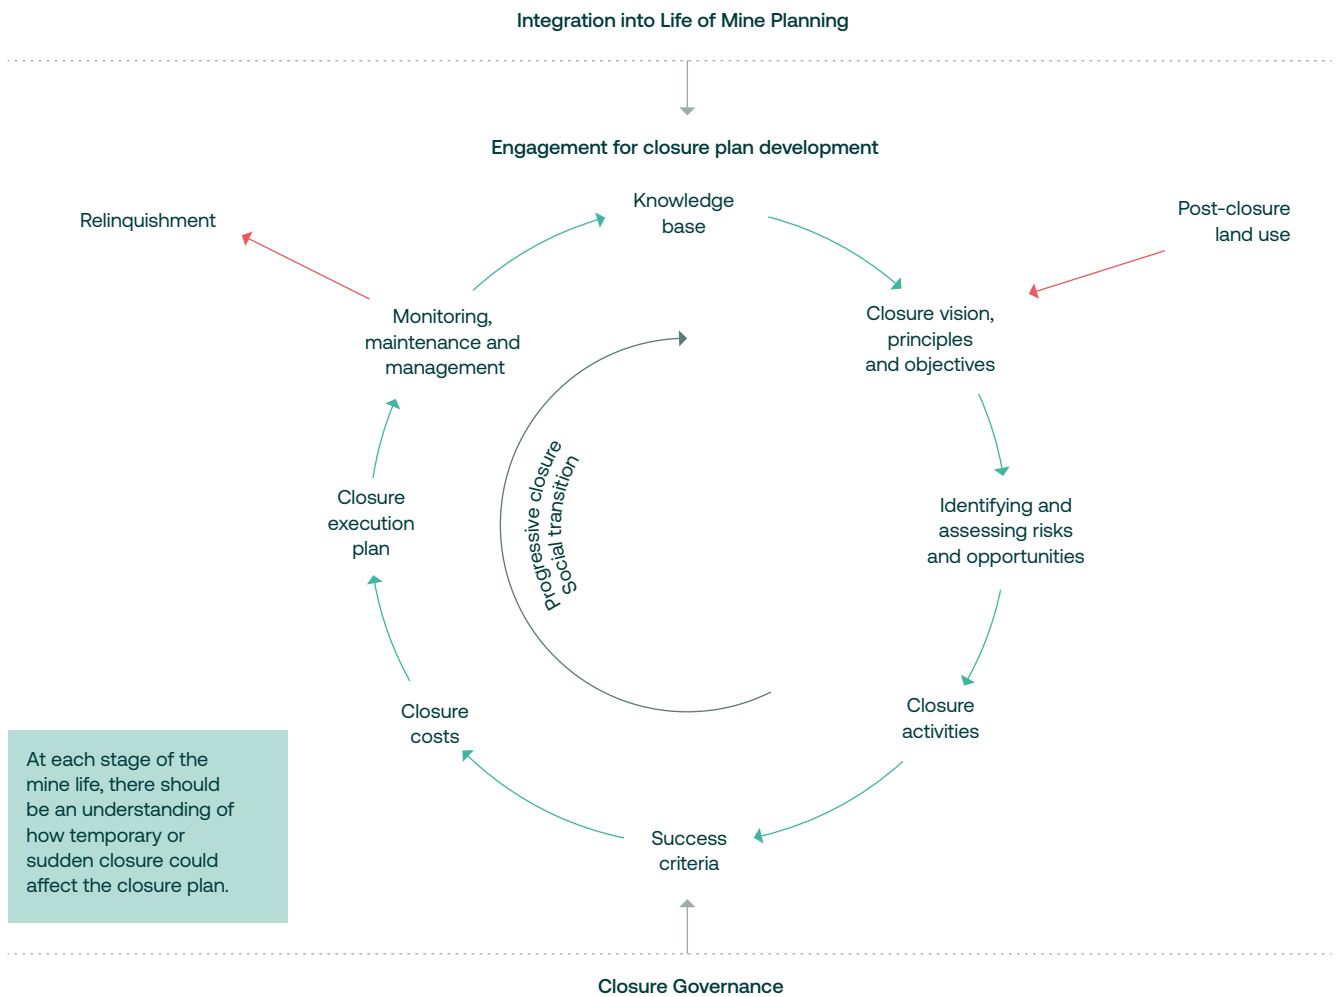 Integration into Life of Mine Planning
Engagement for closure plan development
Knowledge
base
Relinquishment
Post-closure
land use
Closure vision,
principles
and objectives
Monitoring,
maintenance and
management
Progressive closure
Social transition
Identifying and
assessing risks
and opportunities
Closure
execution
plan
Closure
activities
Closure
costs
Success
criteria
At each stage of the
mine life, there should
be an understanding of
how temporary or
sudden closure could
affect the closure plan.
Closure Governance